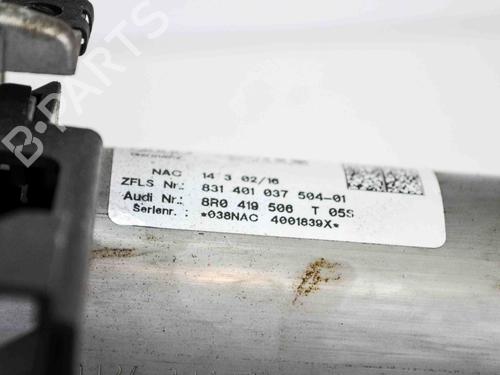 NAC 14 3 02/16
ZFLS Nr.: 831 401 037 504-01
Audi Nr.: 8R0 419 506 T 05S
Serienr.: *038NAC 4001839X*
B-PARTS